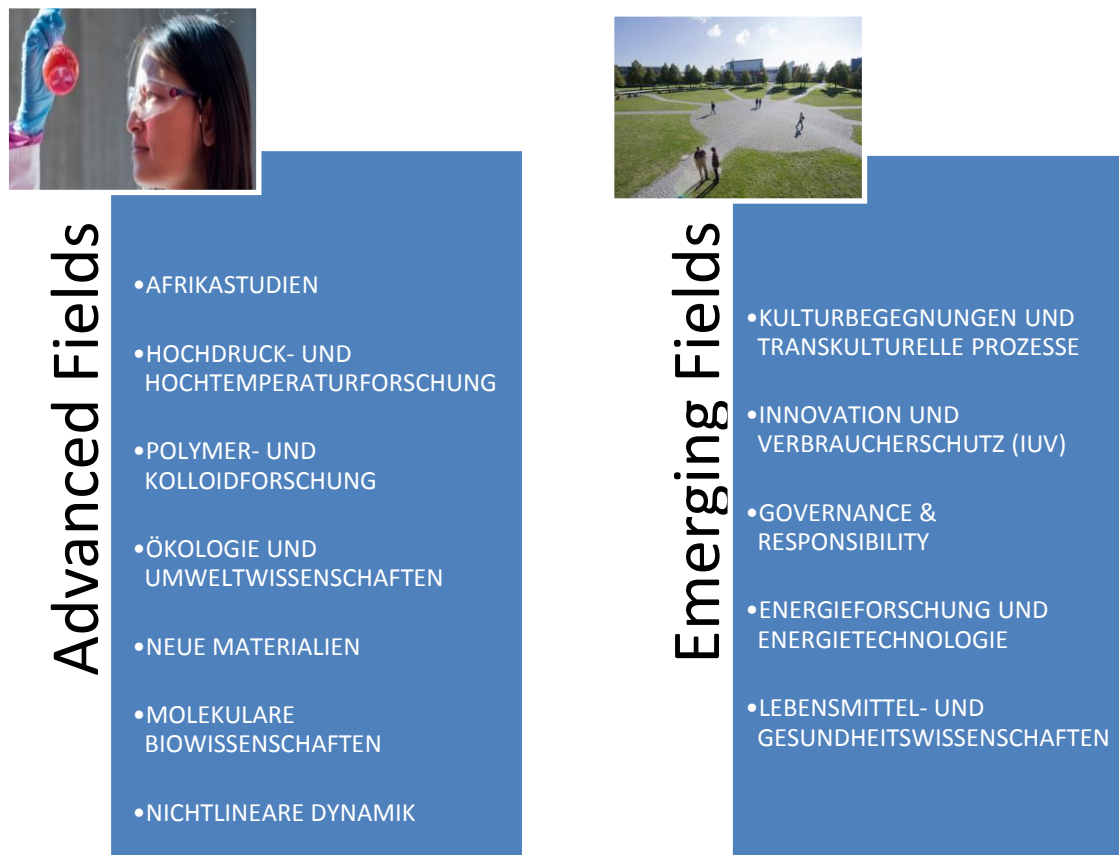 Advanced Fields
•AFRIKASTUDIEN
•HOCHDRUCK- UND
HOCHTEMPERATURFORSCHUNG
•POLYMER- UND
KOLLOIDFORSCHUNG
•ÖKOLOGIE UND
UMWELTWISSENSCHAFTEN
•NEUE MATERIALIEN
•MOLEKULARE
BIOWISSENSCHAFTEN
•NICHTLINEARE DYNAMIK
Emerging Fields
•KULTURBEGEGNUNGEN UND
TRANSKULTURELLE PROZESSE
•INNOVATION UND
VERBRAUCHERSCHUTZ (IUV)
•GOVERNANCE &
RESPONSIBILITY
•ENERGIEFORSCHUNG UND
ENERGIETECHNOLOGIE
•LEBENSMITTEL- UND
GESUNDHEITSWISSENSCHAFTEN